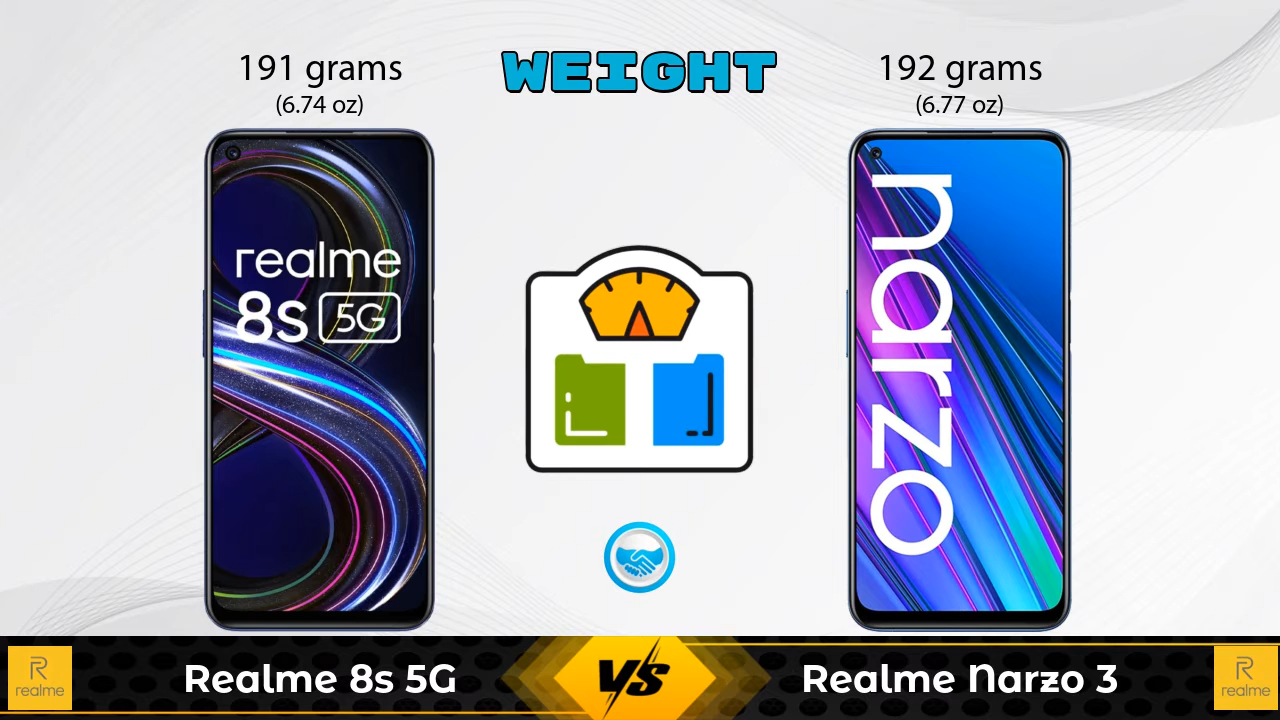 WEIGHT
191 grams
(6.74 oz)
192 grams
(6.77 oz)
realme
8s 5G
narzo
realme
Realme 8s 5G
VS
Realme Narzo 3
realme